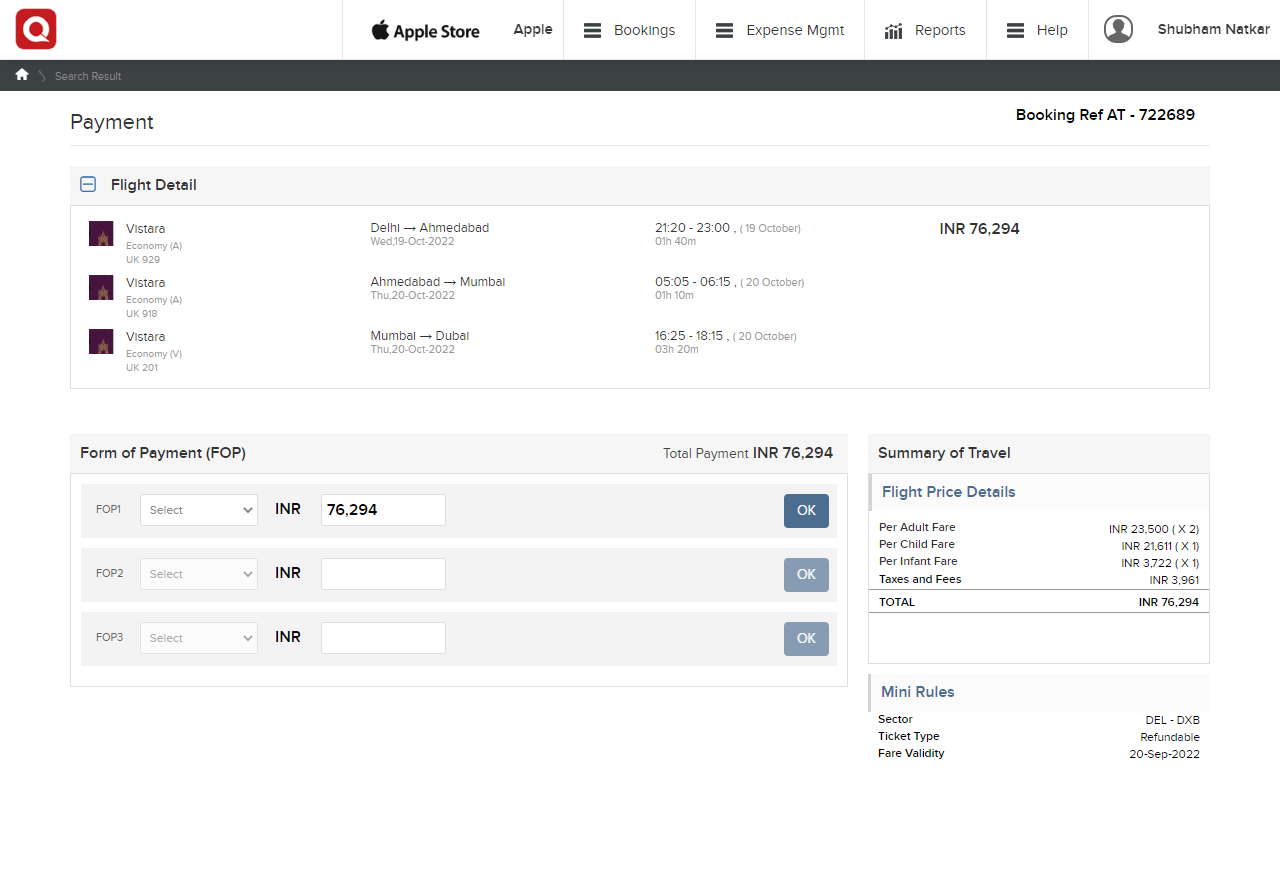 Apple Store
Apple
Bookings
Expense Mgmt
Reports
Help
Shubham Natkar
Search Result
Payment
Booking Ref AT - 722689
Flight Detail
Vistara
Economy (A)
UK 929
Delhi → Ahmedabad
Wed,19-Oct-2022
21:20 - 23:00 , ( 19 October)
01h 40m
INR 76,294
Vistara
Economy (A)
UK 918
Ahmedabad → Mumbai
Thu,20-Oct-2022
05:05 - 06:15 , ( 20 October)
01h 10m
Vistara
Economy (V)
UK 201
Mumbai → Dubai
Thu,20-Oct-2022
16:25 - 18:15 , ( 20 October)
03h 20m
Form of Payment (FOP)
Total Payment INR 76,294
FOP1 Select INR 76,294 OK
FOP2 Select INR OK
FOP3 Select INR OK
Summary of Travel
Flight Price Details
Per Adult Fare INR 23,500 ( X 2)
Per Child Fare INR 21,611 ( X 1)
Per Infant Fare INR 3,722 ( X 1)
Taxes and Fees INR 3,961
TOTAL INR 76,294
Mini Rules
Sector DEL - DXB
Ticket Type Refundable
Fare Validity 20-Sep-2022